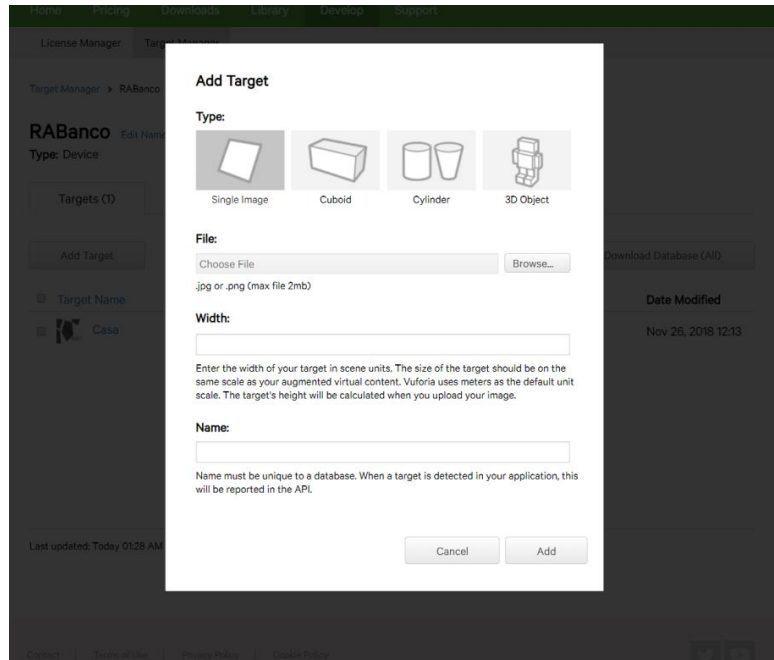 Home Pricing Downloads Library Develop Support
License Manager Target Manager
Target Manager > RABanco
RABanco Edit Name
Type: Device
Targets (1)
Add Target
Download Database (All)
Target Name
Date Modified
Casa
Nov 26, 2018 12:13
Last updated: Today 01:28 AM
Add Target
Type:
Single Image Cuboid Cylinder 3D Object
File:
Choose File Browse...
.jpg or .png (max file 2mb)
Width:
Enter the width of your target in scene units. The size of the target should be on the
same scale as your augmented virtual content. Vuforia uses meters as the default unit
scale. The target's height will be calculated when you upload your image.
Name:
Name must be unique to a database. When a target is detected in your application, this
will be reported in the API.
Cancel Add
Contact Terms of Use Privacy Policy Cookie Policy